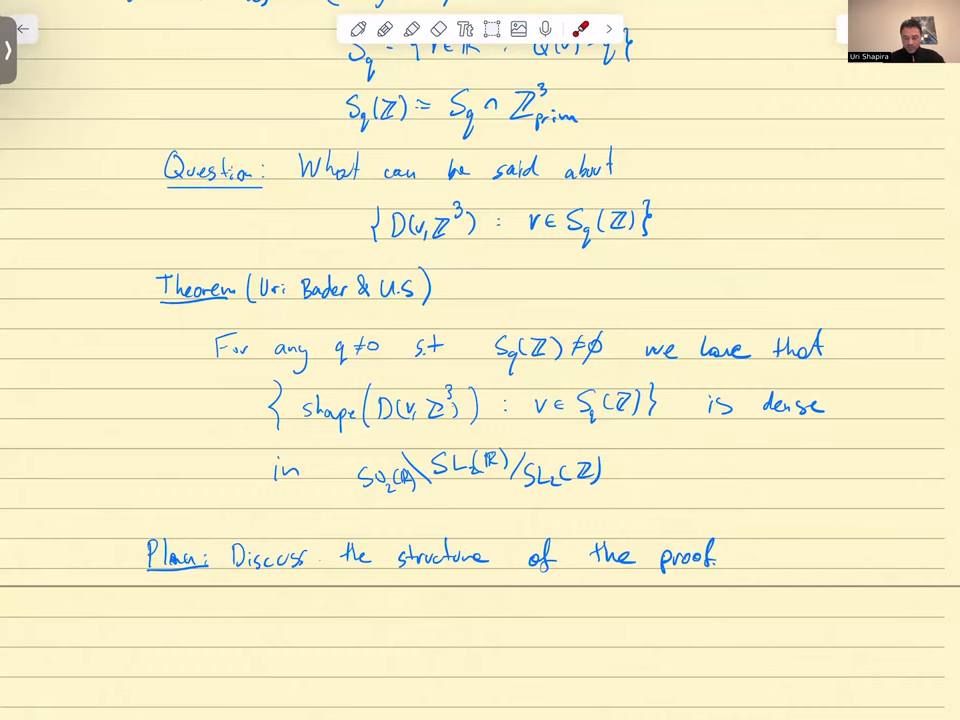 S_q = { v ∈ ℝ : Q(v) = q }
S_q(ℤ) = S_q ∩ ℤ³_prim
Question: What can be said about
{ D(v, ℤ³) : v ∈ S_q(ℤ) }
Theorem (Uri Bader & U.S)
For any q ≠ 0 s.t S_q(ℤ) ≠ ∅ we have that
{ shape(D(v, ℤ³)) : v ∈ S_q(ℤ) } is dense
in SO₂(ℝ)\SL₂(ℝ)/SL₂(ℤ)
Plan: Discuss the structure of the proof.
Uri Shapira